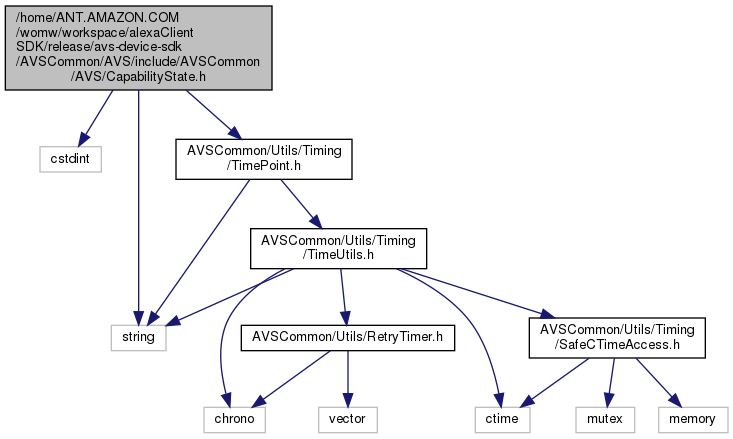 /home/ANT.AMAZON.COM
/womw/workspace/alexaClient
SDK/release/avs-device-sdk
/AVSCommon/AVS/include/AVSCommon
/AVS/CapabilityState.h
cstdint
AVSCommon/Utils/Timing
/TimePoint.h
AVSCommon/Utils/Timing
/TimeUtils.h
string
AVSCommon/Utils/RetryTimer.h
AVSCommon/Utils/Timing
/SafeCTimeAccess.h
chrono
vector
ctime
mutex
memory